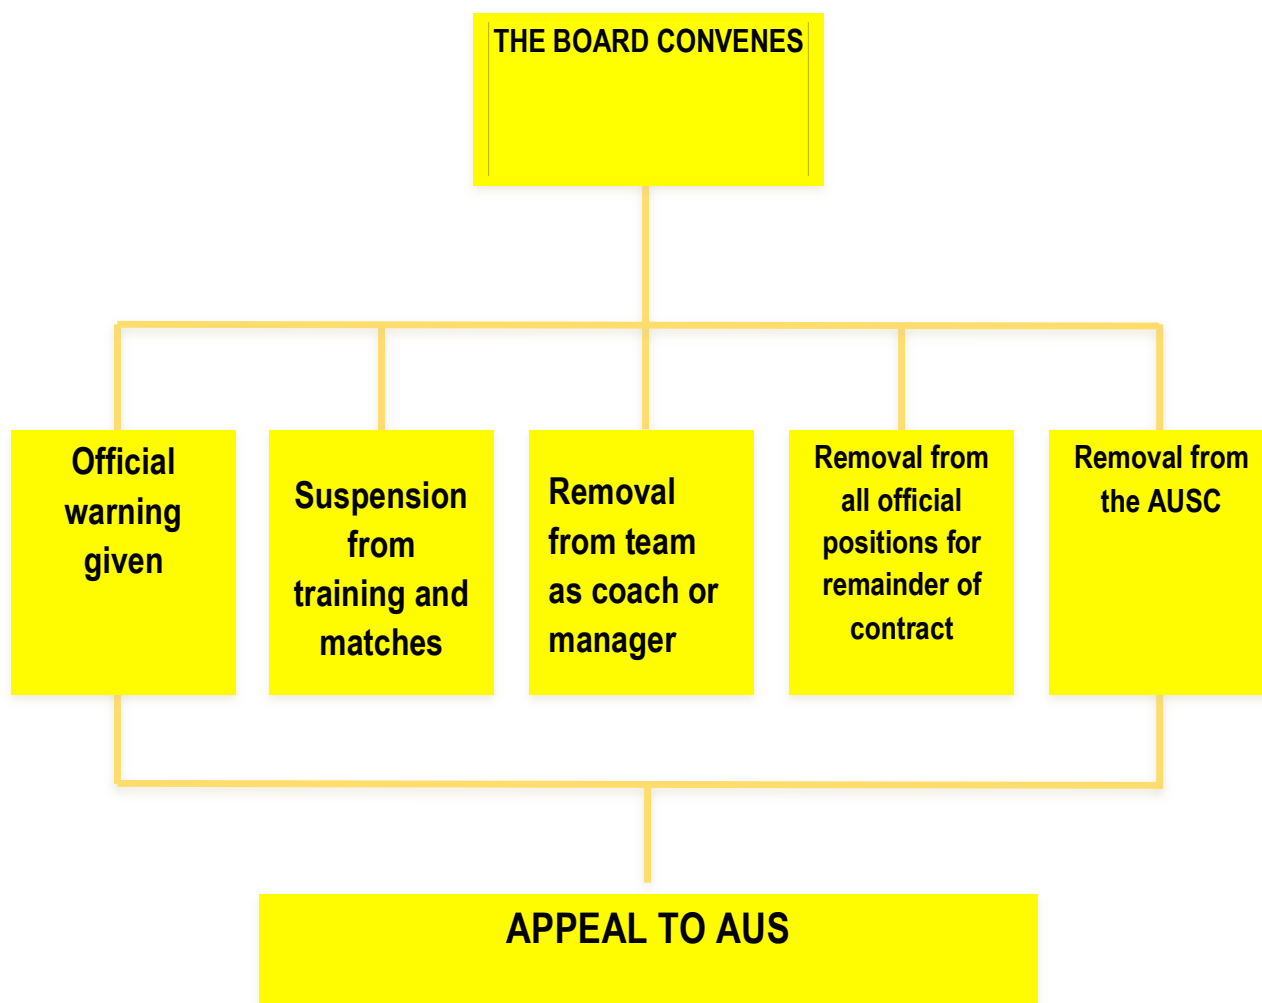 THE BOARD CONVENES
Official
warning
given
Suspension
from
training and
matches
Removal
from team
as coach or
manager
Removal from
all official
positions for
remainder of
contract
Removal from
the AUSC
APPEAL TO AUS